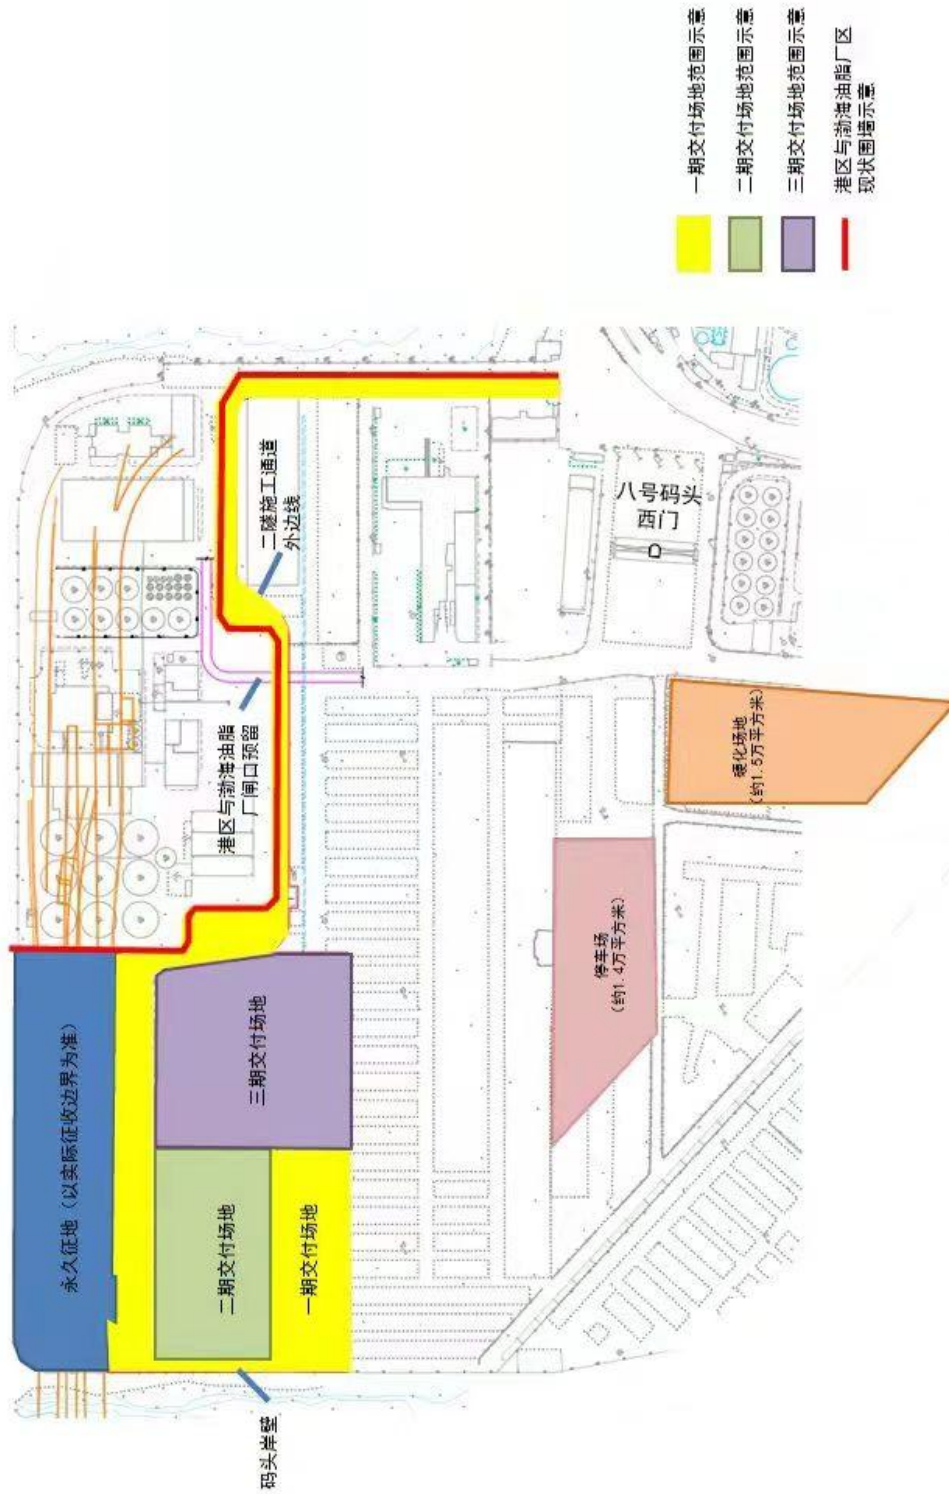 一期交付场地范围示意
二期交付场地范围示意
三期交付场地范围示意
港区与渤海油脂厂区
现状围墙示意
二隧施工通道
外边线
八号码头
西门
港区与渤海油脂
厂闸口预留
硬化场地
(约1.5万平方米)
停车场
(约1.4万平方米)
永久征地（以实际征收边界为准）
三期交付场地
二期交付场地
一期交付场地
码头岸壁